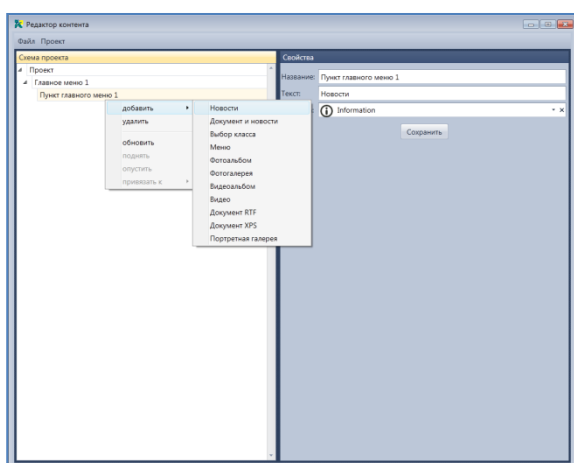 Редактор контента
Файл Проект
Схема проекта
Проект
Главное меню 1
Пункт главного меню 1
добавить
удалить
обновить
поднять
опустить
привязать к
Новости
Документ и новости
Выбор класса
Меню
Фотоальбом
Фотогалерея
Видеоальбом
Видео
Документ RTF
Документ XPS
Портретная галерея
Свойства
Название: Пункт главного меню 1
Текст: Новости
Information
Сохранить